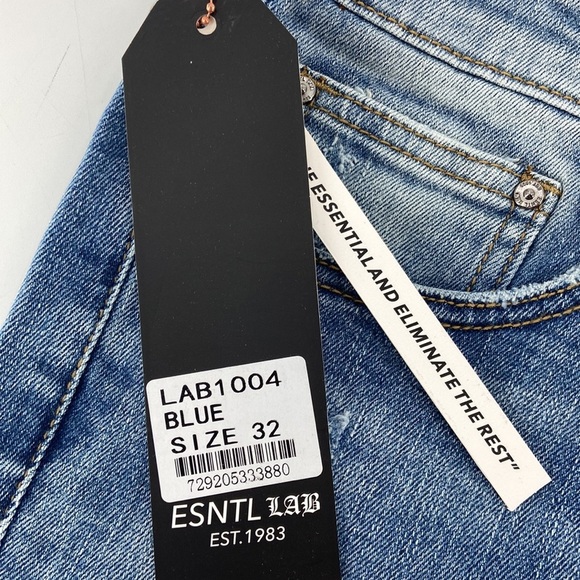 LAB1004
BLUE
SIZE 32
729205333880
ESNTL LAB
EST.1983
ESSENTIAL AND ELIMINATE THE REST"